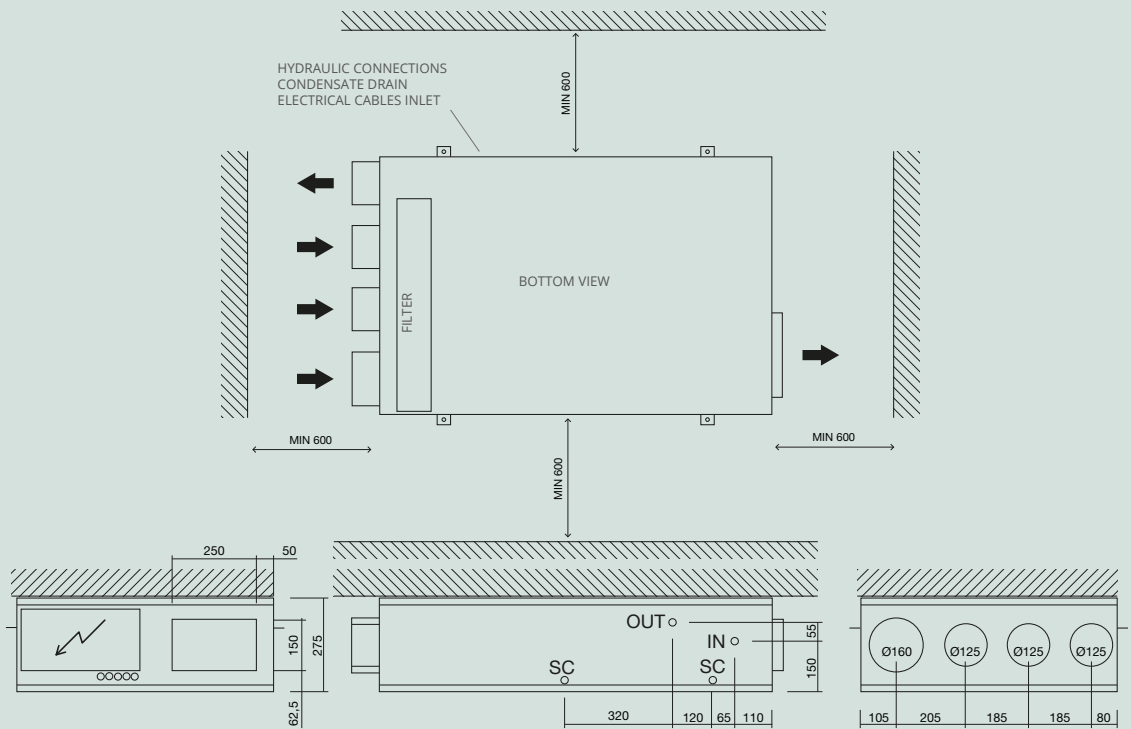 HYDRAULIC CONNECTIONS
CONDENSATE DRAIN
ELECTRICAL CABLES INLET
MIN 600
FILTER
BOTTOM VIEW
MIN 600
MIN 600
MIN 600
250
50
150
275
62,5
OUT
IN
SC
SC
55
150
320
120
65
110
Ø160
Ø125
Ø125
Ø125
105
205
185
185
80